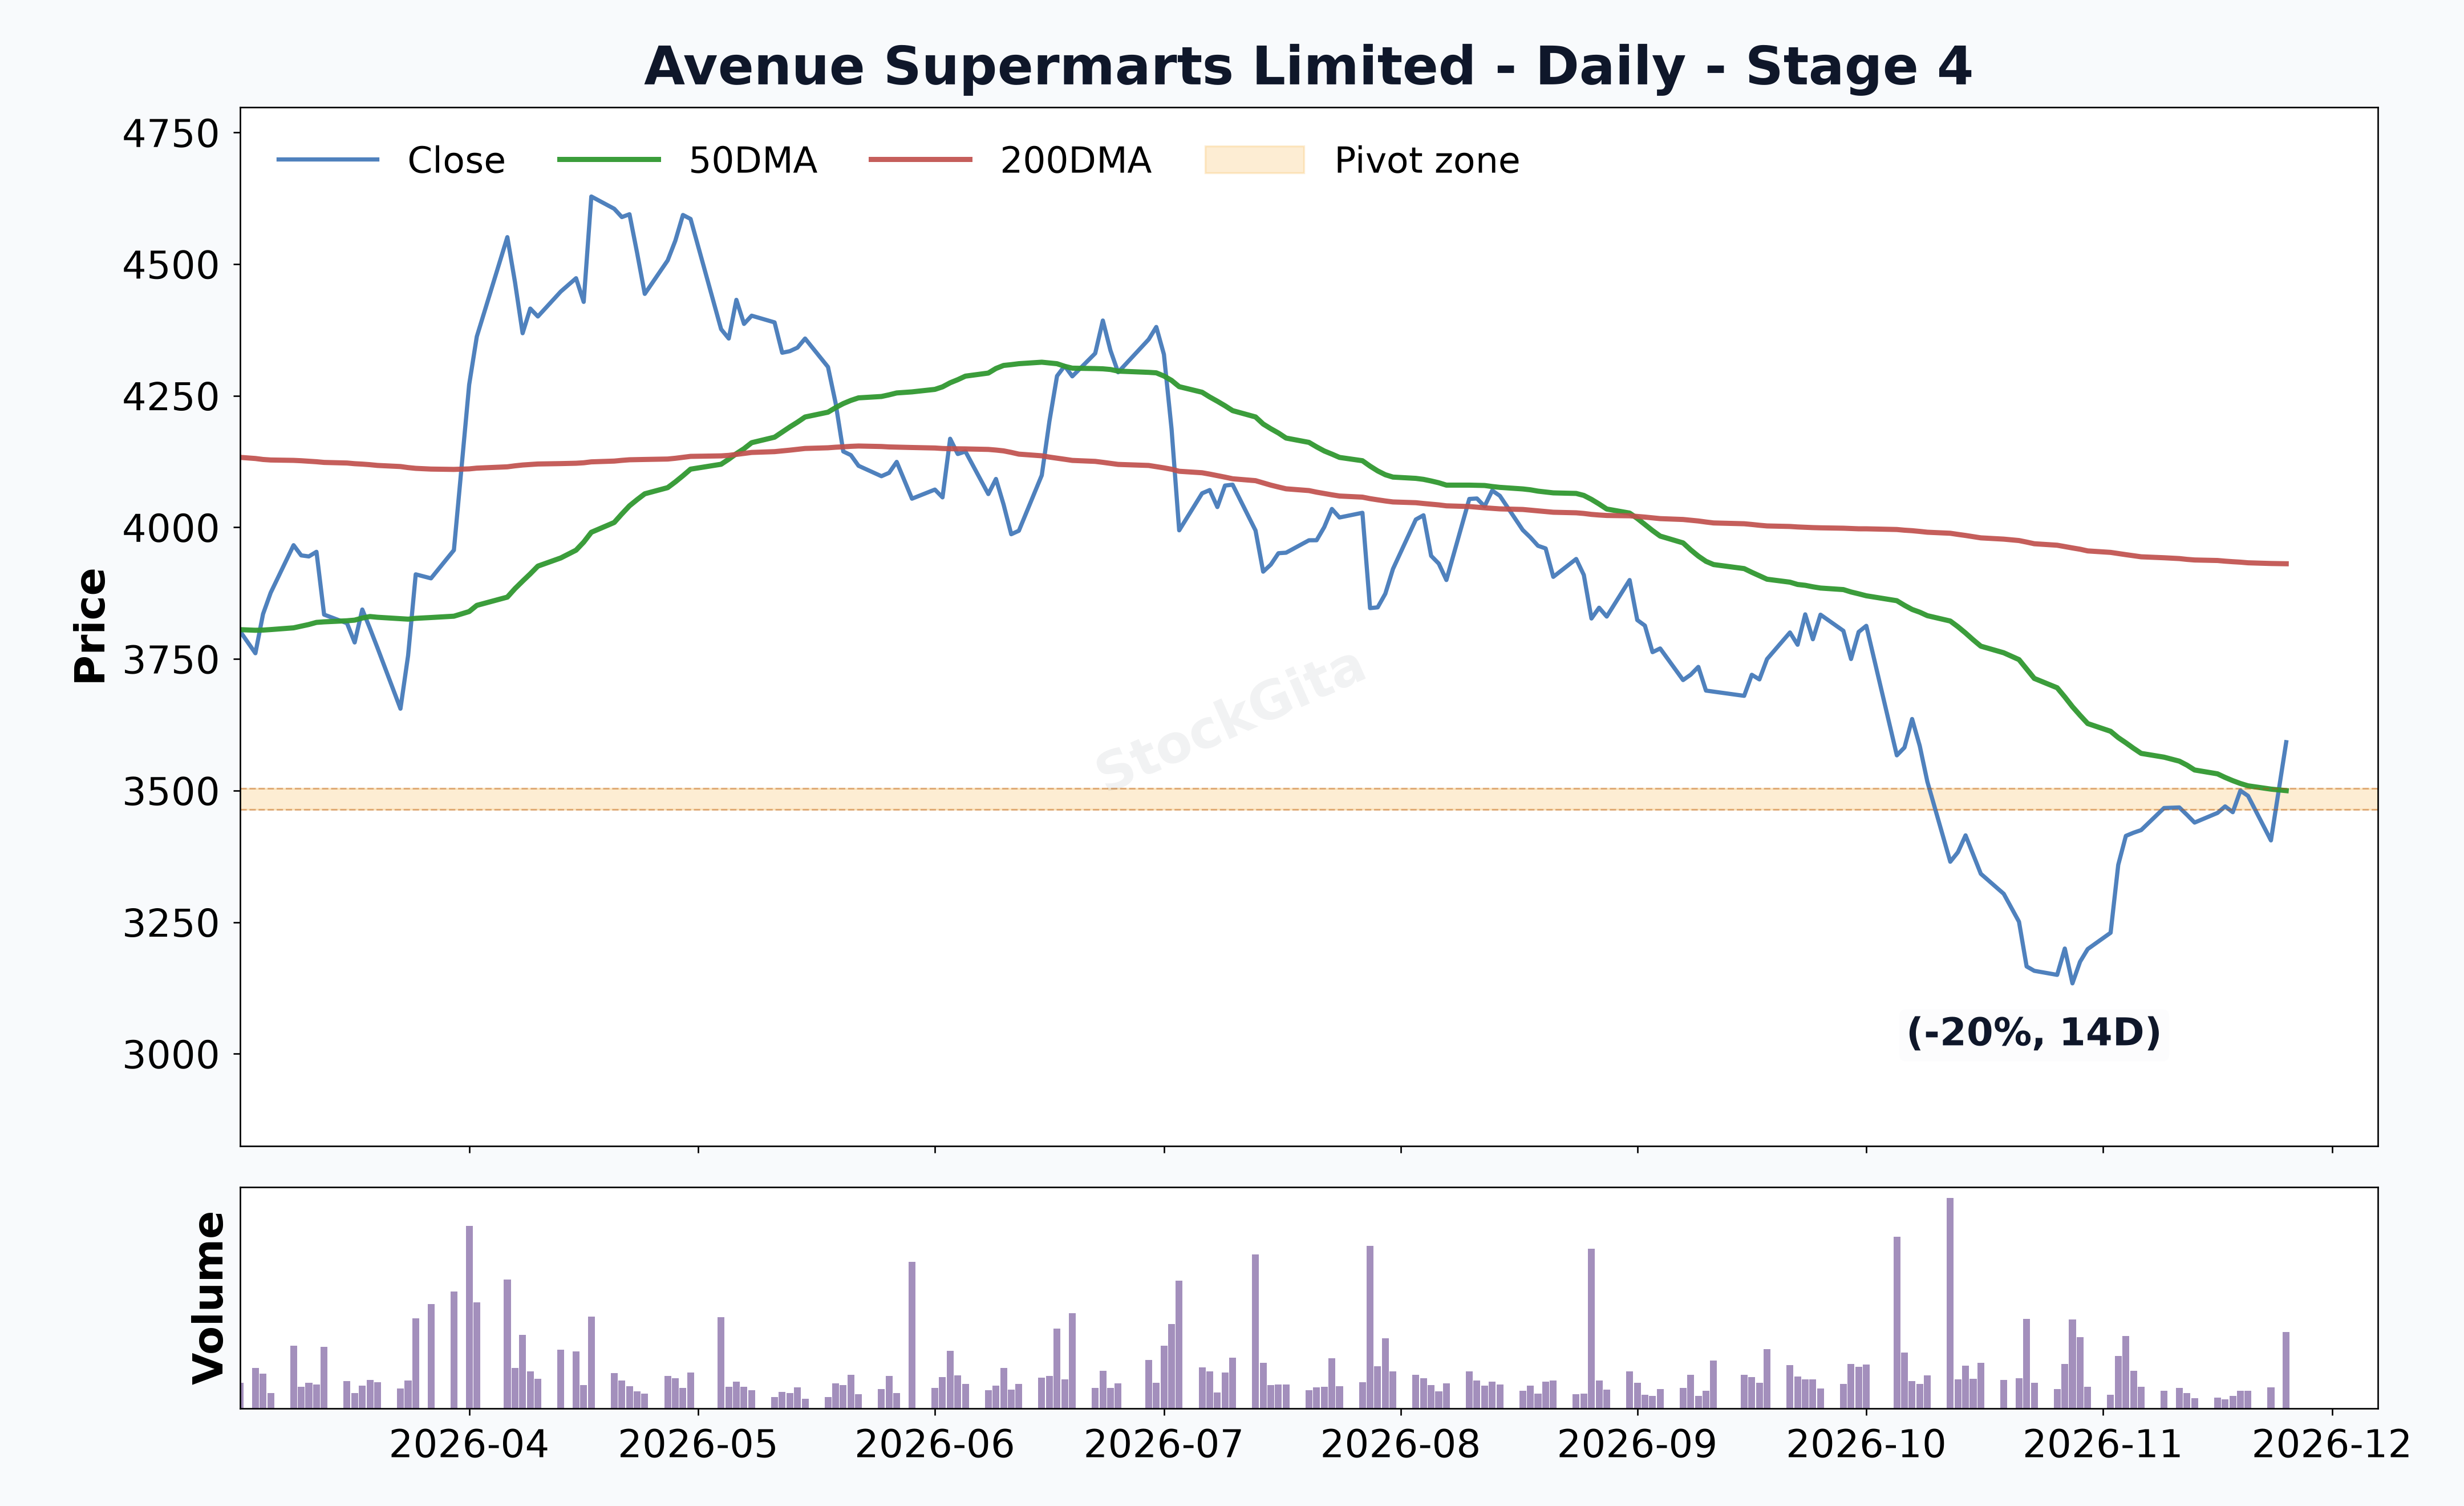 Avenue Supermarts Limited - Daily - Stage 4
Close 50DMA 200DMA Pivot zone
Price
4750
4500
4250
4000
3750
3500
3250
3000
StockGita
(-20%, 14D)
Volume
2026-04 2026-05 2026-06 2026-07 2026-08 2026-09 2026-10 2026-11 2026-12